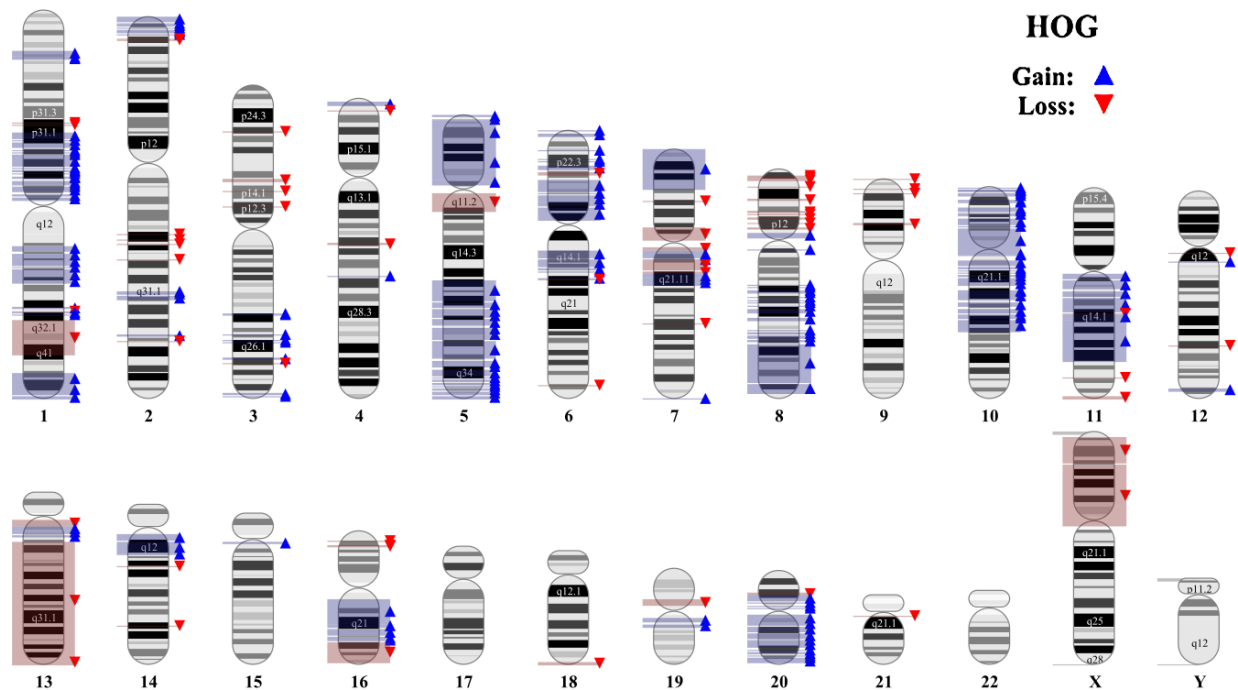 HOG
Gain:
Loss:
p31.3
p31.1
q12
q32.1
q41
1
p12
q31.1
2
p24.3
p14.1
p12.3
q26.1
3
p15.1
q13.1
q28.3
4
q11.2
q14.3
q34
5
p22.3
q14.1
q21
6
q21.11
7
p12
8
q12
9
q21.1
10
p15.4
q14.1
11
q12
12
q31.1
13
q12
14
15
q21
16
17
q12.1
18
19
20
q21.1
21
22
q21.1
q25
q28
X
p11.2
q12
Y